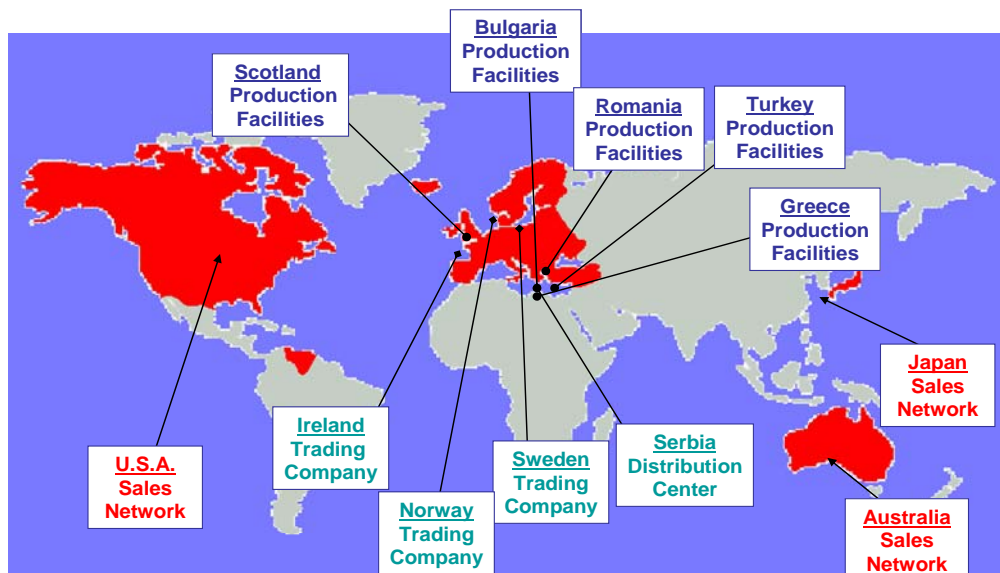 Bulgaria
Production
Facilities
Scotland
Production
Facilities
Romania
Production
Facilities
Turkey
Production
Facilities
Greece
Production
Facilities
Japan
Sales
Network
Ireland
Trading
Company
U.S.A.
Sales
Network
Sweden
Trading
Company
Serbia
Distribution
Center
Norway
Trading
Company
Australia
Sales
Network